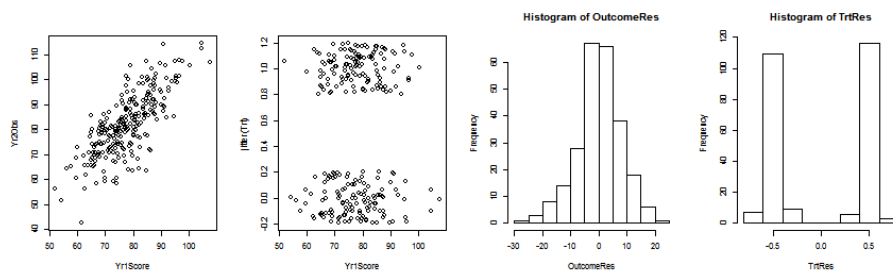 Histogram of OutcomeRes
Histogram of TrtRes
Yr2Obs
40 50 60 70 80 90 100 110
50 60 70 80 90 100
Yr1Score
jitter(Trt)
-0.2 0.0 0.2 0.4 0.6 0.8 1.0 1.2
50 60 70 80 90 100
Yr1Score
Frequency
0 10 20 30 40 50 60
-30 -20 -10 0 10 20
OutcomeRes
Frequency
0 20 40 60 80 100 120
-0.5 0.0 0.5
TrtRes